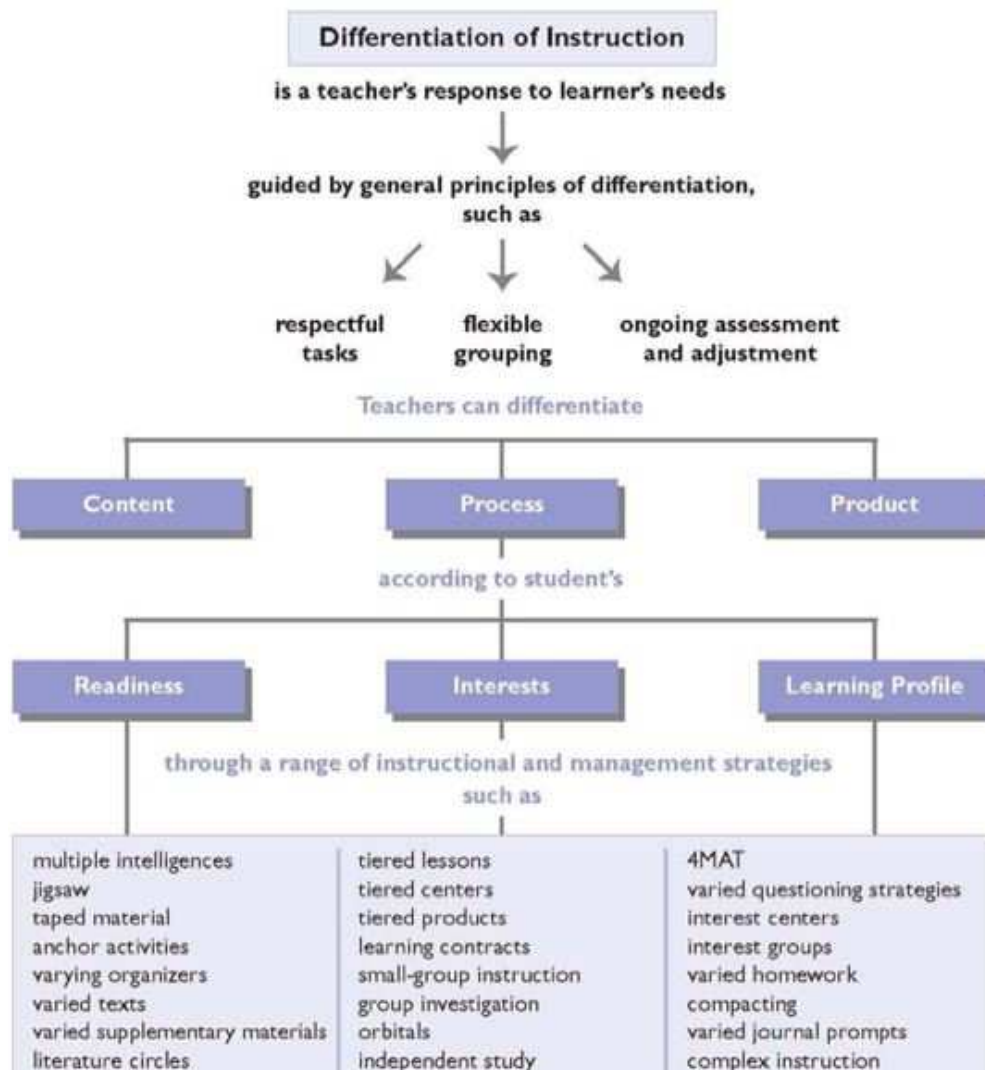 Differentiation of Instruction
is a teacher's response to learner's needs
guided by general principles of differentiation,
such as
respectful
tasks
flexible
grouping
ongoing assessment
and adjustment
Teachers can differentiate
Content
Process
Product
according to student's
Readiness
Interests
Learning Profile
through a range of instructional and management strategies
such as
multiple intelligences
jigsaw
taped material
anchor activities
varying organizers
varied texts
varied supplementary materials
literature circles
tiered lessons
tiered centers
tiered products
learning contracts
small-group instruction
group investigation
orbitals
independent study
4MAT
varied questioning strategies
interest centers
interest groups
varied homework
compacting
varied journal prompts
complex instruction